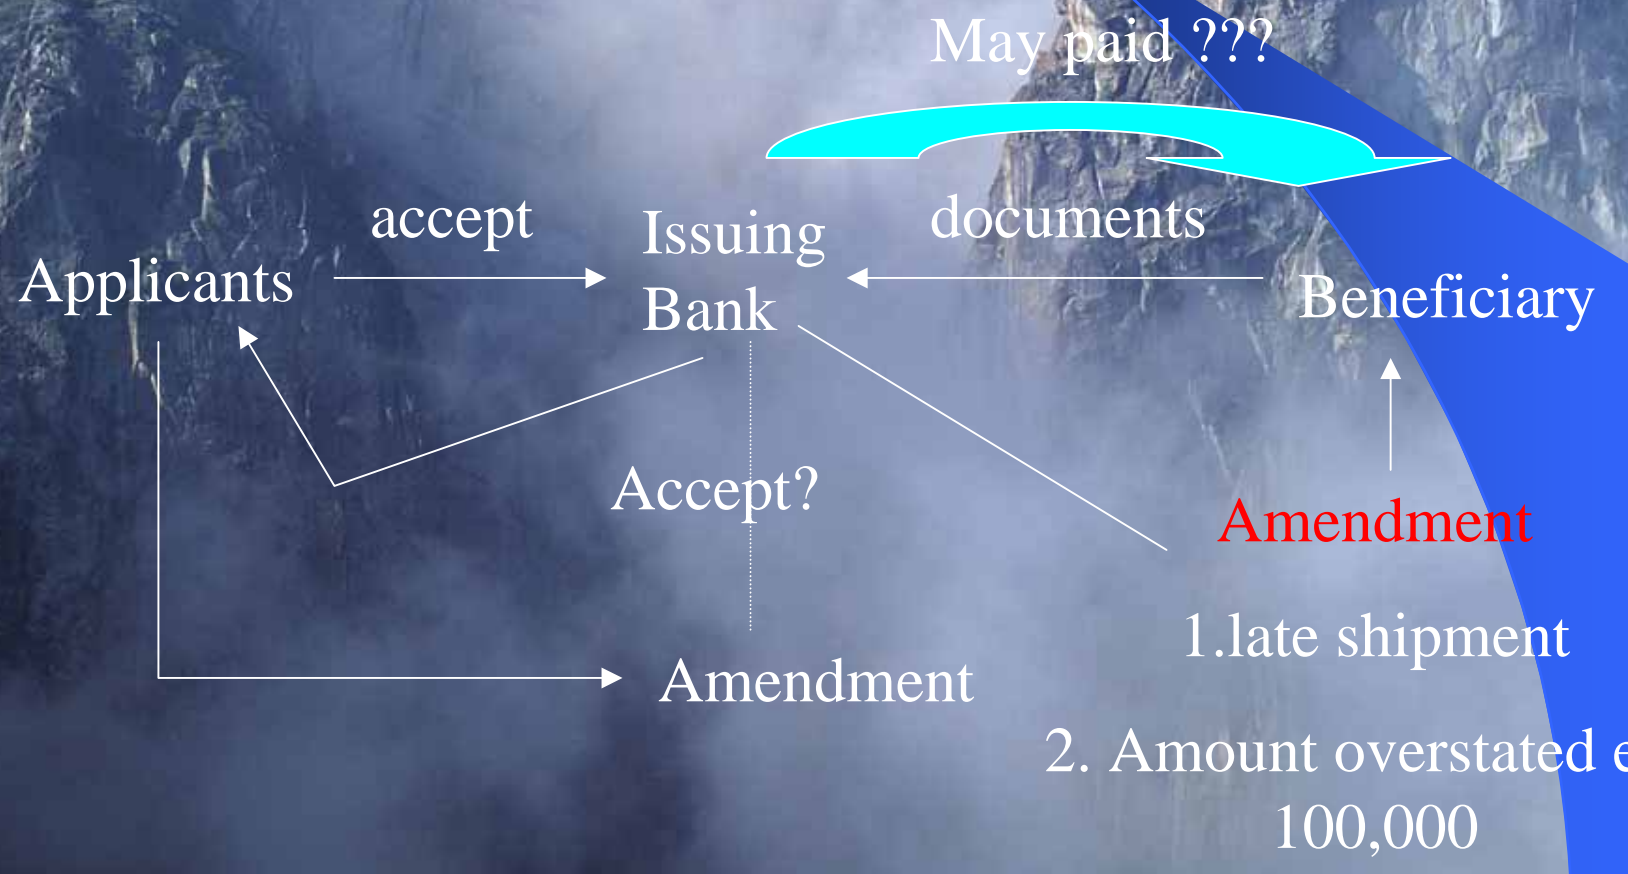 May paid ???
accept
Issuing
Bank
documents
Applicants
Beneficiary
Accept?
Amendment
Amendment
1.late shipment
2. Amount overstated
100,000